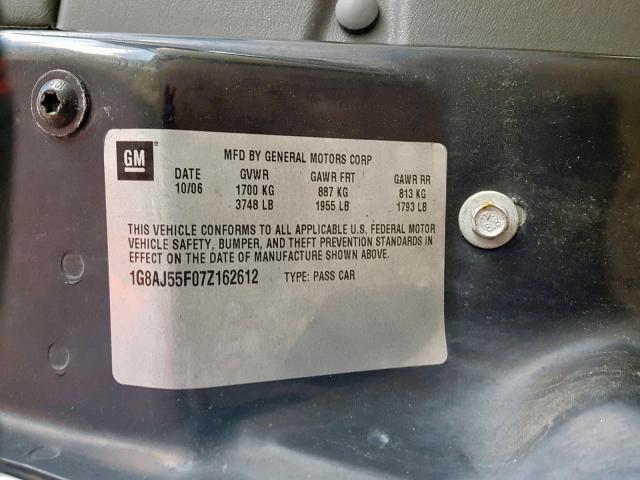 GM
MFD BY GENERAL MOTORS CORP
DATE GVWR GAWR FRT GAWR RR
10/06 1700 KG 887 KG 813 KG
3748 LB 1955 LB 1793 LB
THIS VEHICLE CONFORMS TO ALL APPLICABLE U.S. FEDERAL MOTOR
VEHICLE SAFETY, BUMPER, AND THEFT PREVENTION STANDARDS IN
EFFECT ON THE DATE OF MANUFACTURE SHOWN ABOVE.
1G8AJ55F07Z162612 TYPE: PASS CAR